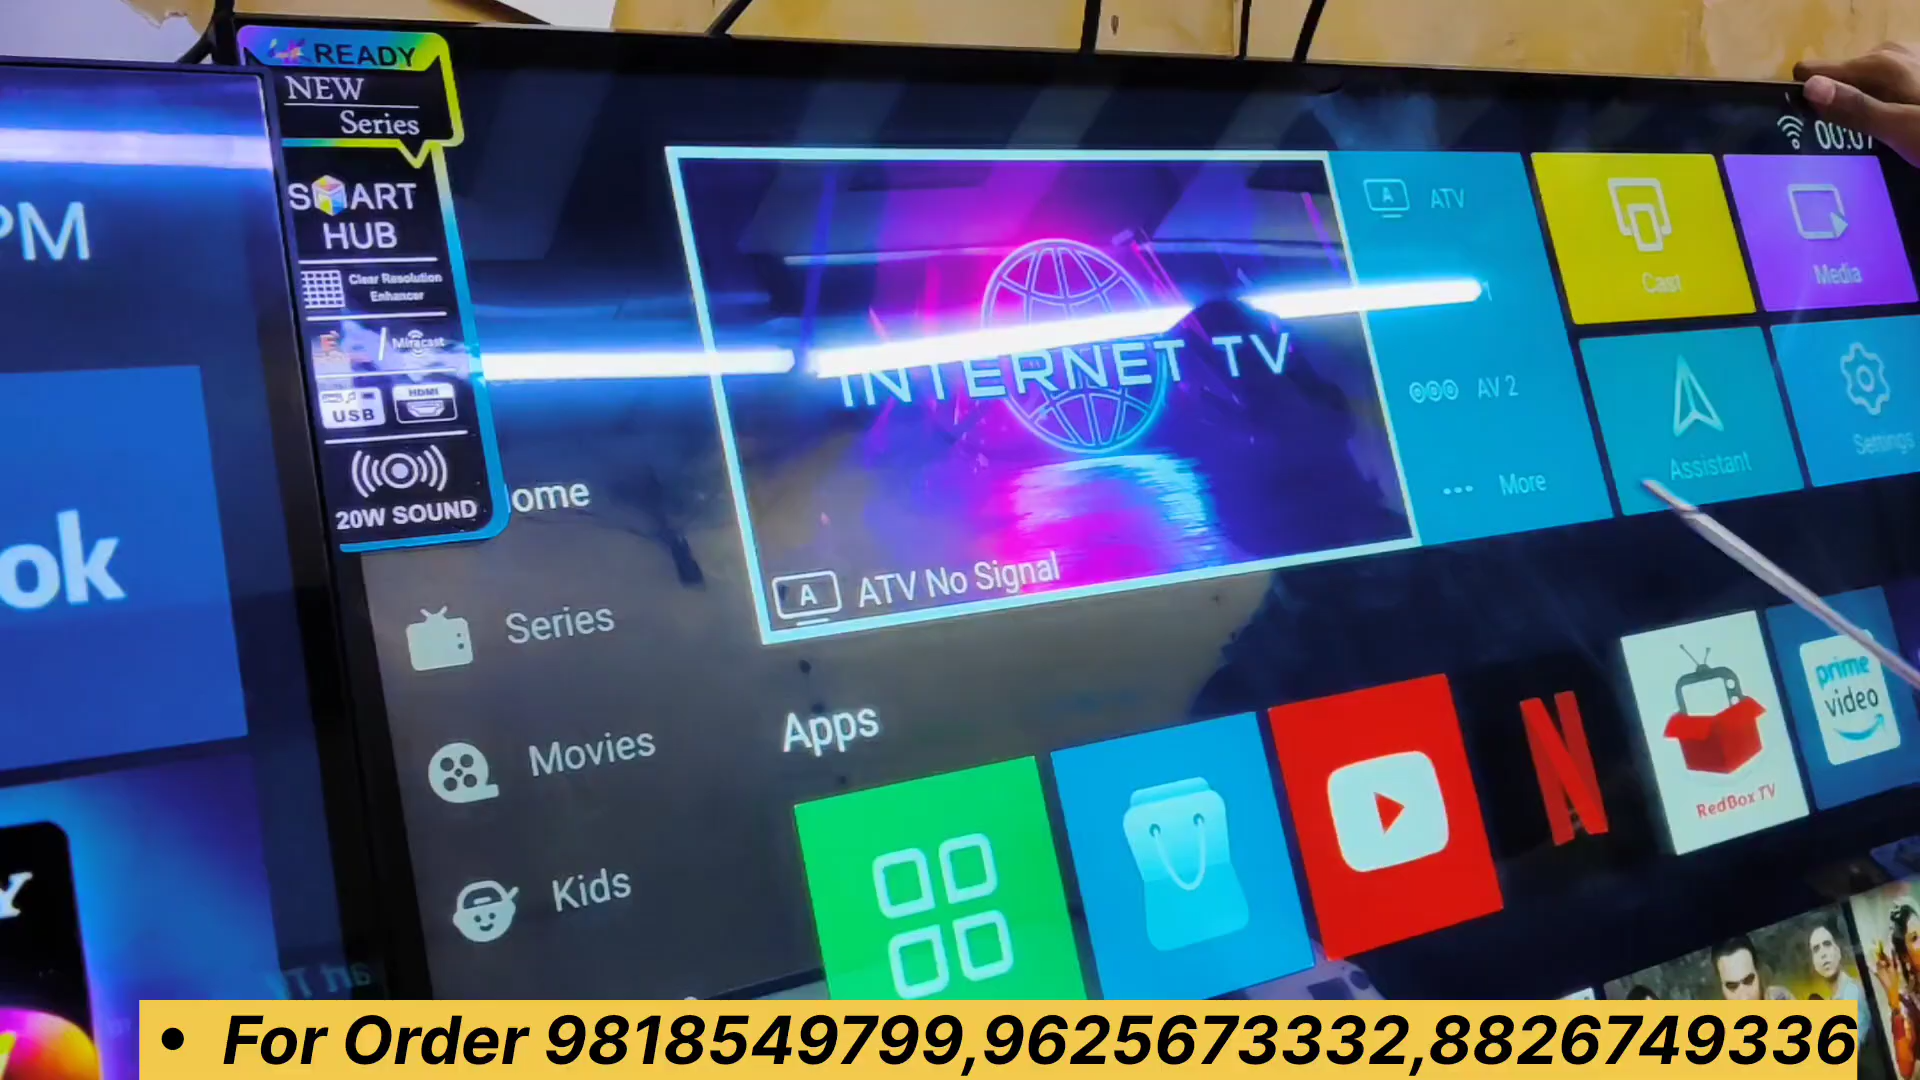 4K READY
NEW
Series
SMART
HUB
Clear Resolution
Enhancer
/ Miracast
USB
HDMI
20W SOUND
PM
ok
Y
00:07
INTERNET TV
ATV No Signal
ATV
AV 2
More
Cast
Media
Assistant
Settings
ome
Series
Movies
Kids
Apps
N
RedBox TV
prime
video
• For Order 9818549799,9625673332,8826749336